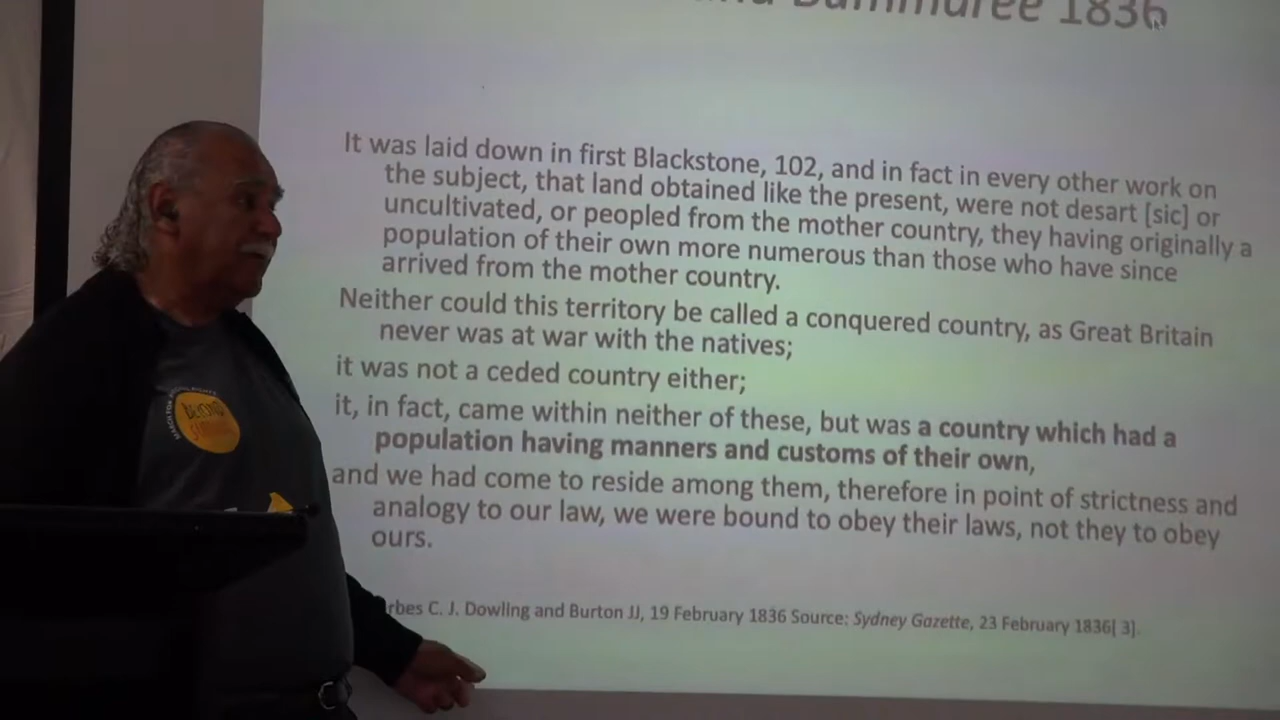 1836
It was laid down in first Blackstone, 102, and in fact in every other work on
the subject, that land obtained like the present, were not desart [sic] or
uncultivated, or peopled from the mother country, they having originally a
population of their own more numerous than those who have since
arrived from the mother country.
Neither could this territory be called a conquered country, as Great Britain
never was at war with the natives;
it was not a ceded country either;
it, in fact, came within neither of these, but was a country which had a
population having manners and customs of their own,
and we had come to reside among them, therefore in point of strictness and
analogy to our law, we were bound to obey their laws, not they to obey
ours.
C. J. Dowling and Burton JJ, 19 February 1836 Source: Sydney Gazette, 23 February 1836[ 3].
BEYOND